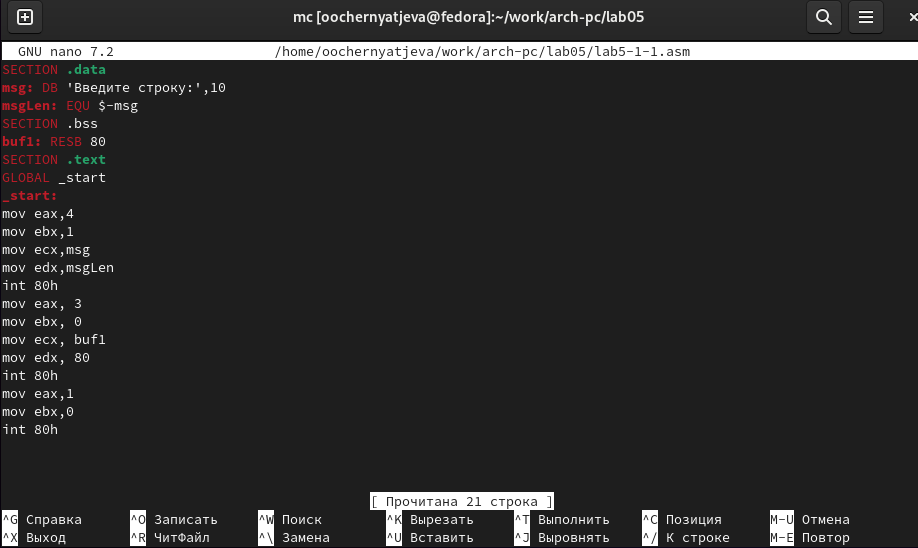 mc [oochernyatjeva@fedora]:~/work/arch-pc/lab05
GNU nano 7.2 /home/oochernyatjeva/work/arch-pc/lab05/lab5-1-1.asm
SECTION .data
msg: DB 'Введите строку:',10
msgLen: EQU $-msg
SECTION .bss
buf1: RESB 80
SECTION .text
GLOBAL _start
_start:
mov eax,4
mov ebx,1
mov ecx,msg
mov edx,msgLen
int 80h
mov eax, 3
mov ebx, 0
mov ecx, buf1
mov edx, 80
int 80h
mov eax,1
mov ebx,0
int 80h
[ Прочитана 21 строка ]
^G Справка ^O Записать ^W Поиск ^K Вырезать ^T Выполнить ^C Позиция M-U Отмена
^X Выход ^R ЧитФайл ^\ Замена ^U Вставить ^J Выровнять ^/ К строке M-E Повтор